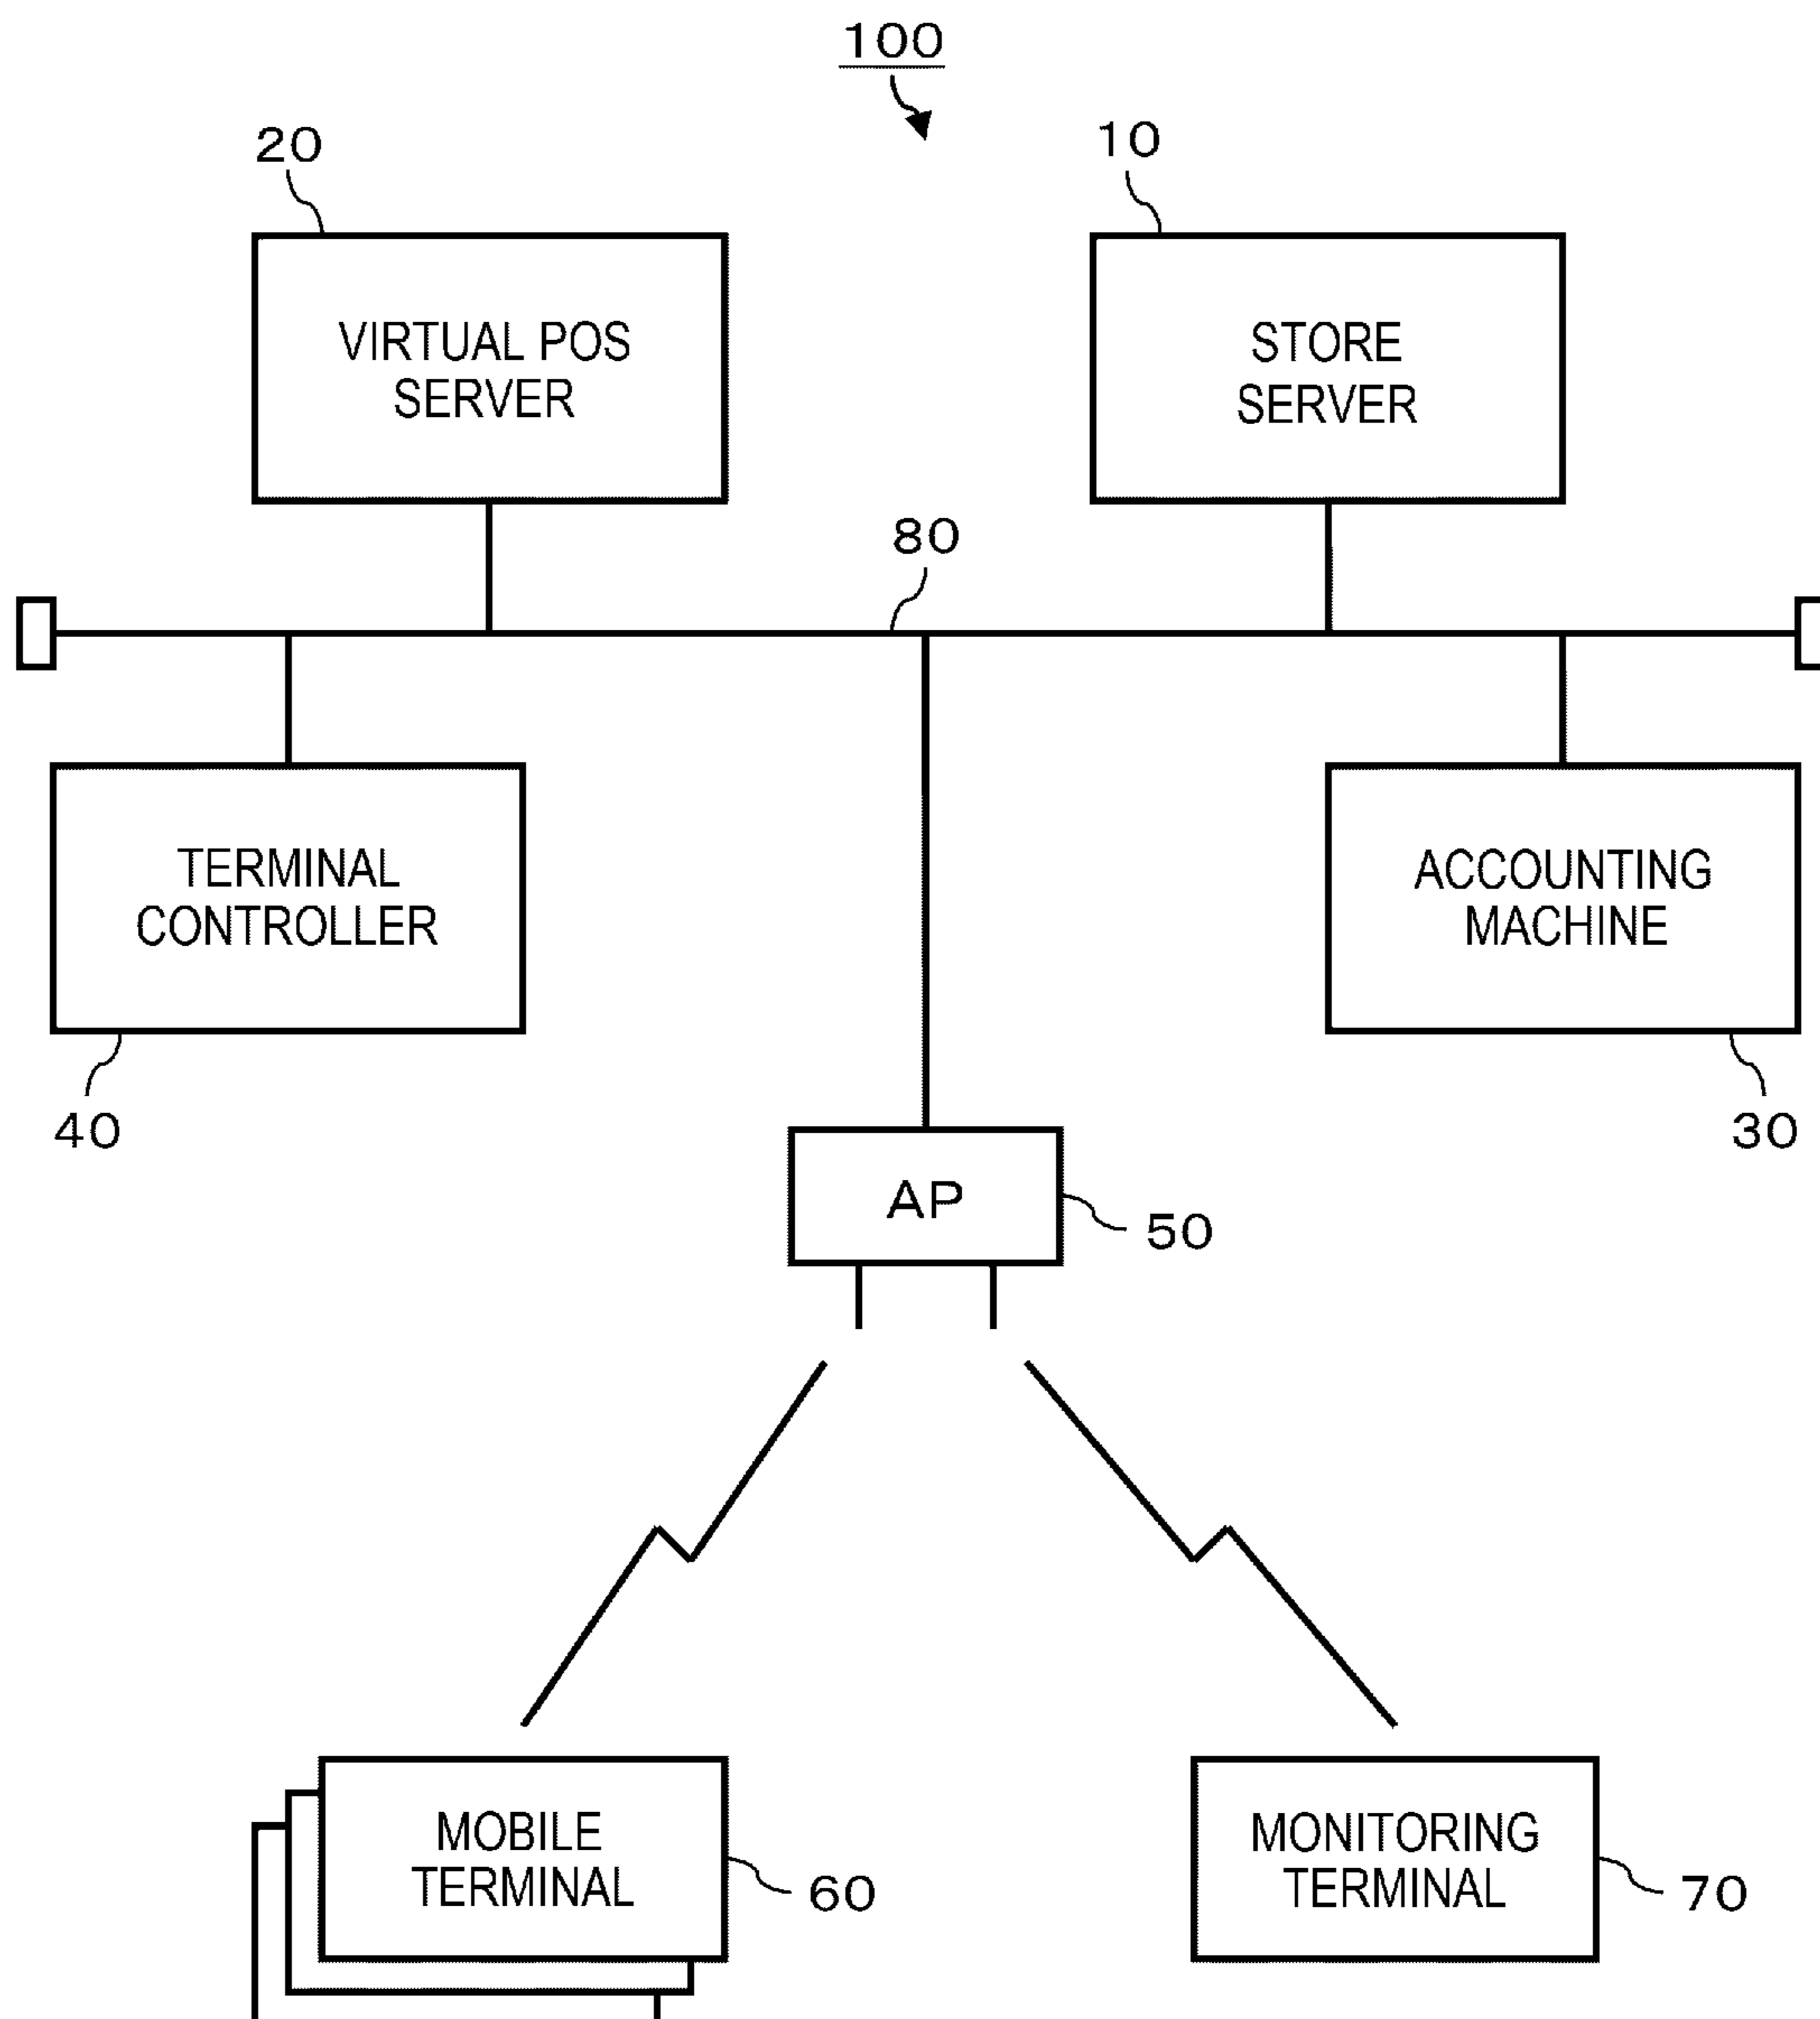 100
20
10
VIRTUAL POS
SERVER
STORE
SERVER
80
TERMINAL
CONTROLLER
ACCOUNTING
MACHINE
40
30
AP
50
MOBILE
TERMINAL
60
MONITORING
TERMINAL
70